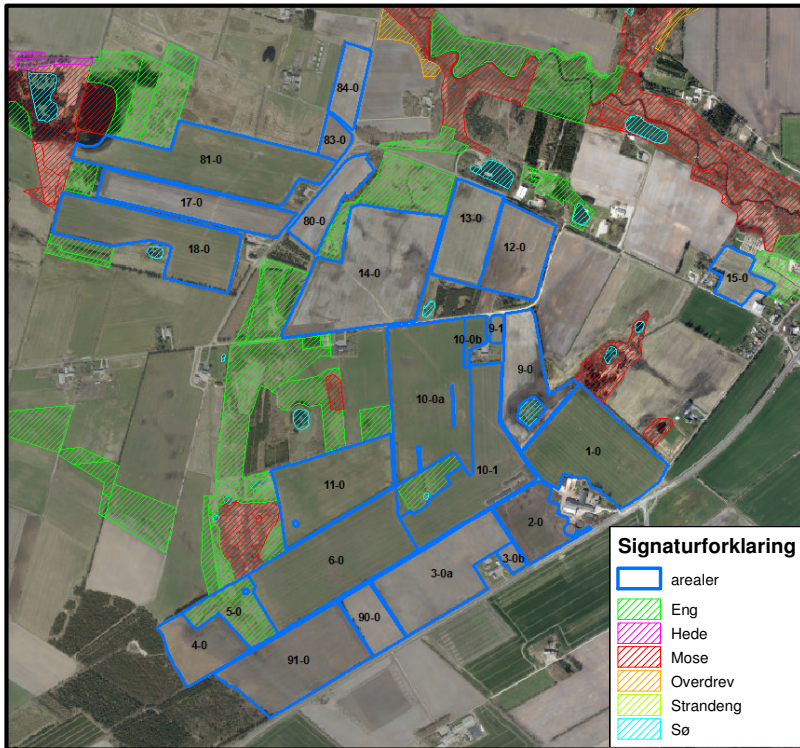 84-0
83-0
81-0
17-0
80-0
18-0
13-0
12-0
14-0
15-0
9-1
10-0b
9-0
10-0a
1-0
10-1
11-0
2-0
6-0
3-0b
3-0a
5-0
90-0
4-0
91-0
Signaturforklaring
arealer
Eng
Hede
Mose
Overdrev
Strandeng
Sø